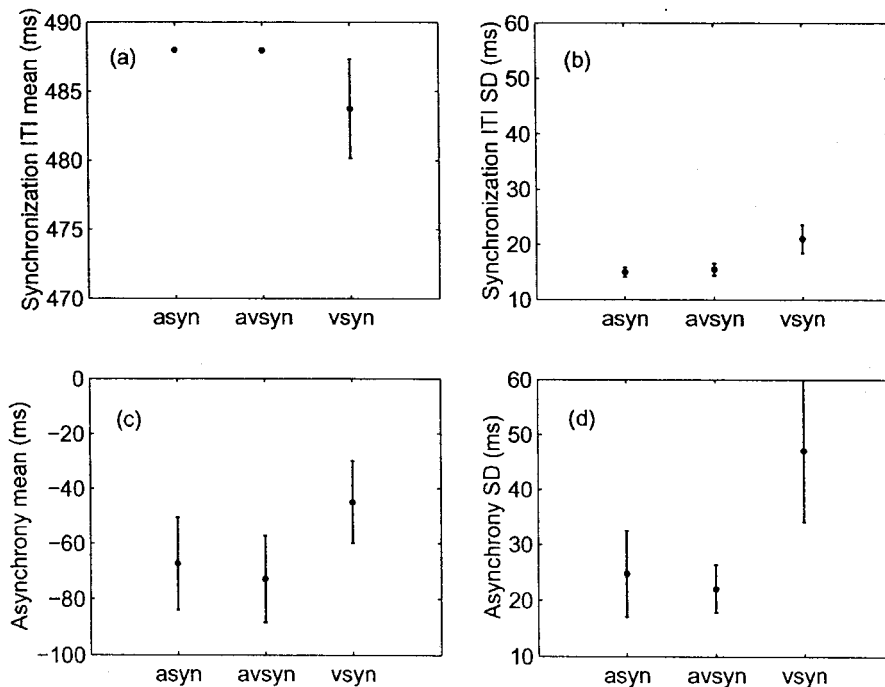 Synchronization ITI mean (ms)
490
485
480
475
470
(a)
asyn avsyn vsyn
Synchronization ITI SD (ms)
60
50
40
30
20
10
(b)
asyn avsyn vsyn
Asynchrony mean (ms)
0
−20
−40
−60
−80
−100
(c)
asyn avsyn vsyn
Asynchrony SD (ms)
60
50
40
30
20
10
(d)
asyn avsyn vsyn